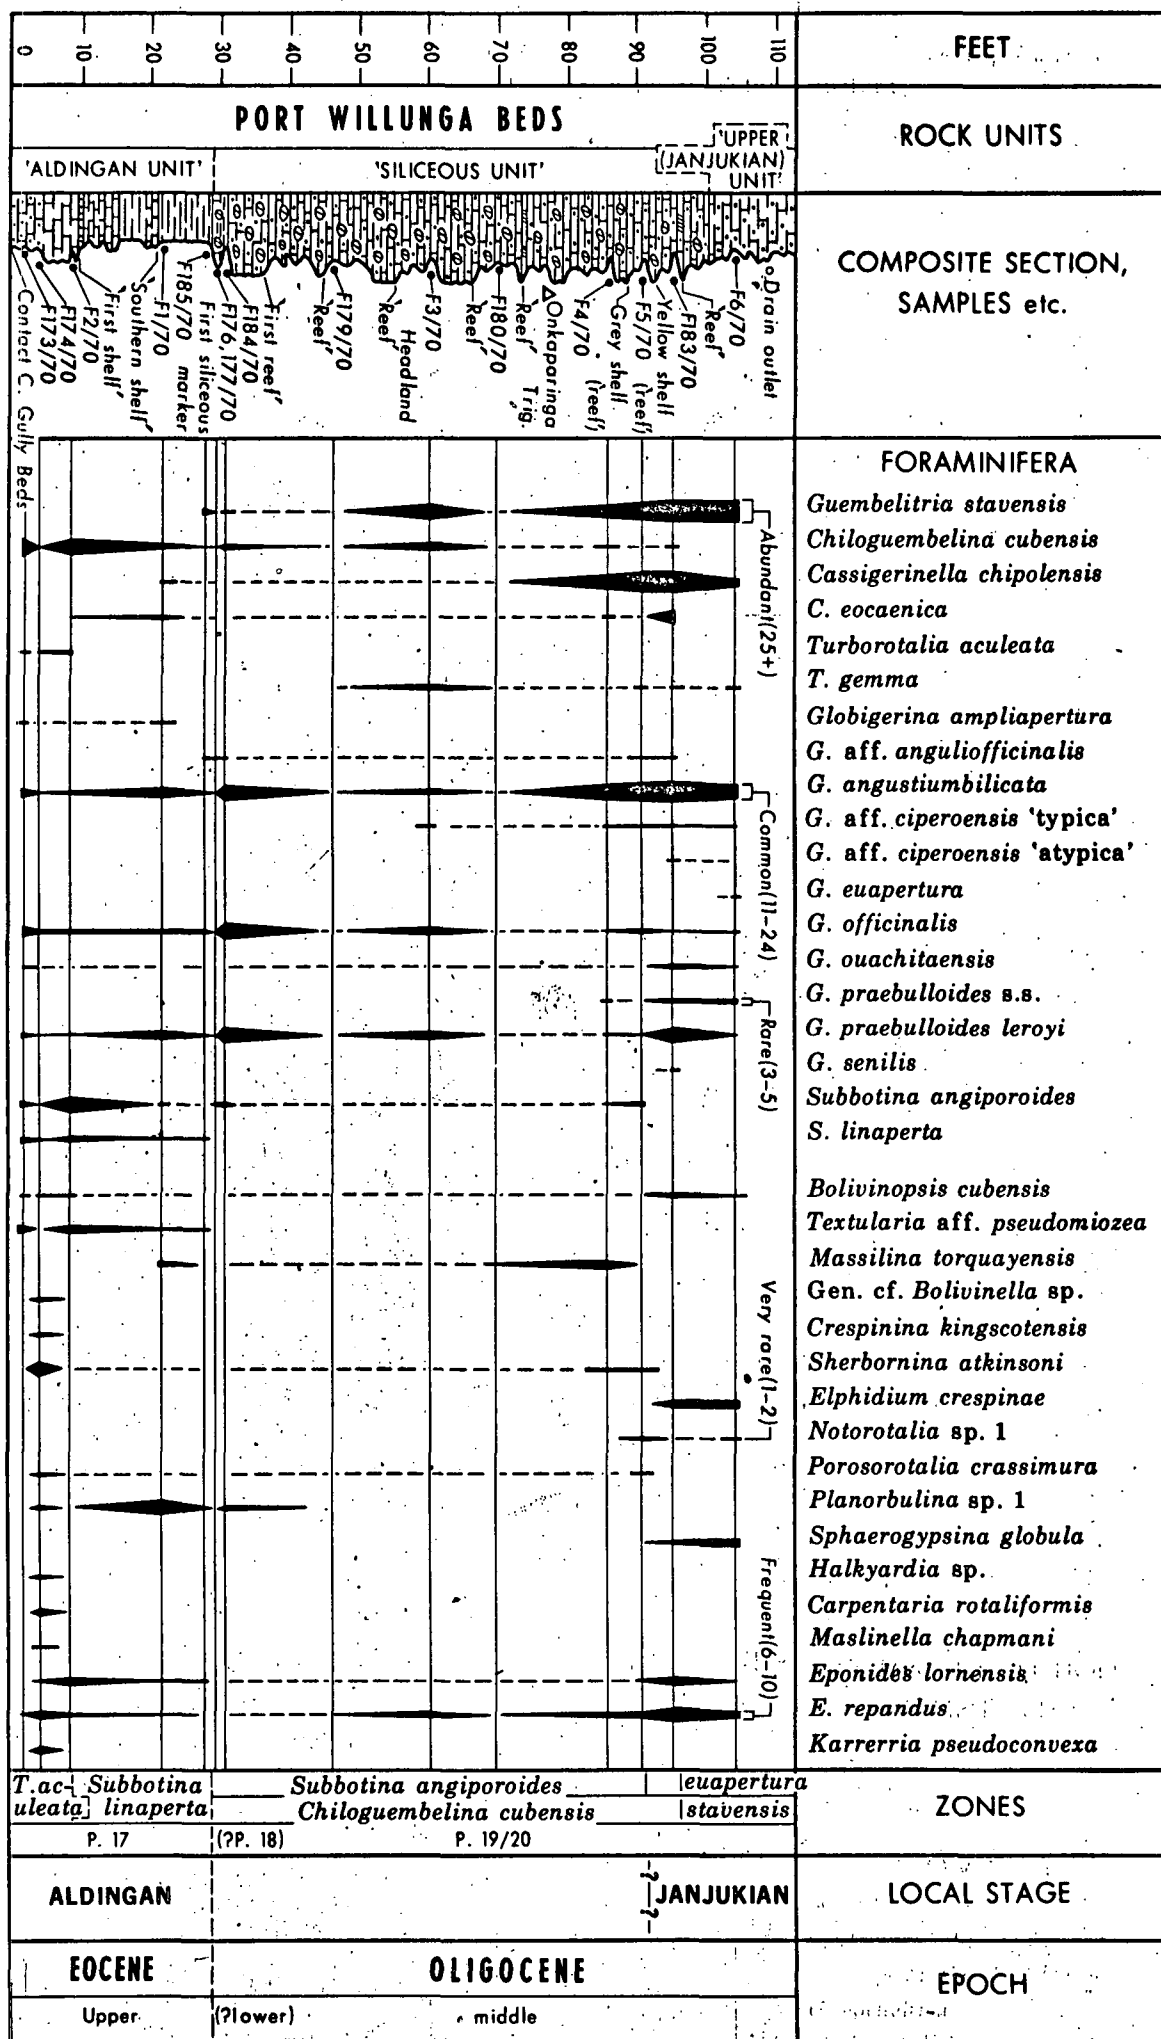 0 10 20 30 40 50 60 70 80 90 100 110
FEET
PORT WILLUNGA BEDS
ROCK UNITS
'ALDINGAN UNIT'
'SILICEOUS UNIT'
'UPPER
(JANJUKIAN)
UNIT'
COMPOSITE SECTION,
SAMPLES etc.
Contact C. Gully Beds
F173/70
F174/70
F2/70
"First shell"
"Southern shell"
F1/70
F185/70
First siliceous
marker
F176,177/70
F184/70
"First reef"
"Reef"
F179/70
"Reef"
Headland
F3/70
"Reef"
F180/70
"Reef"
Onkaparinga
Trig.
F4/70
Grey shell
(reef)
F5/70
Yellow shell
(reef)
F183/70
"Reef"
F6/70
Drain outlet
FORAMINIFERA
Guembelitria stavensis
Chiloguembelina cubensis
Cassigerinella chipolensis
C. eocaenica
Turborotalia aculeata
T. gemma
Globigerina ampliapertura
G. aff. anguliofficinalis
G. angustiumbilicata
G. aff. ciperoensis 'typica'
G. aff. ciperoensis 'atypica'
G. euapertura
G. officinalis
G. ouachitaensis
G. praebulloides s.s.
G. praebulloides leroyi
G. senilis
Subbotina angiporoides
S. linaperta
Bolivinopsis cubensis
Textularia aff. pseudomiozea
Massilina torquayensis
Gen. cf. Bolivinella sp.
Crespinina kingscotensis
Sherbornina atkinsoni
Elphidium crespinae
Notorotalia sp. 1
Porosorotalia crassimura
Planorbulina sp. 1
Sphaerogypsina globula
Halkyardia sp.
Carpentaria rotaliformis
Maslinella chapmani
Eponides lornensis
E. repandus
Karrerria pseudoconvexa
Abundant(25+)
Common(11-24)
Rare(3-5)
Very rare(1-2)
Frequent(6-10)
T. ac- Subbotina Subbotina angiporoides euapertura
uleata linaperta Chiloguembelina cubensis stavensis
ZONES
P. 17 (?P. 18) P. 19/20
ALDINGAN -?-?- JANJUKIAN
LOCAL STAGE
EOCENE OLIGOCENE
EPOCH
Upper (?lower) middle